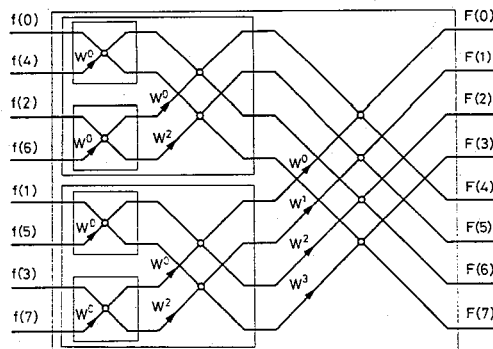 f(0)
f(4)
f(2)
f(6)
f(1)
f(5)
f(3)
f(7)
W⁰
W⁰
W⁰
W⁰
W⁰
W²
W⁰
W²
W⁰
W¹
W²
W³
F(0)
F(1)
F(2)
F(3)
F(4)
F(5)
F(6)
F(7)